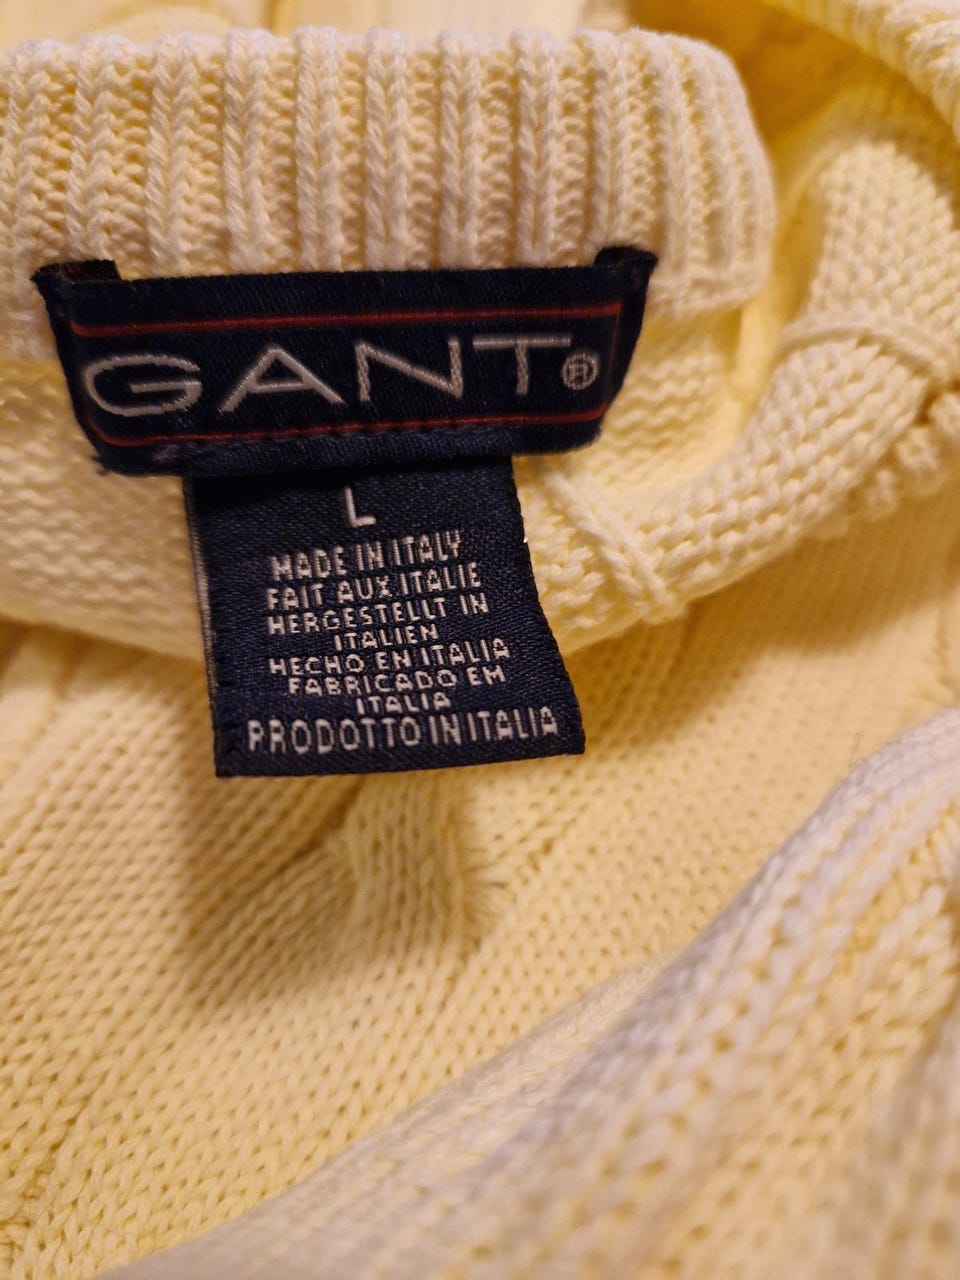 GANT®
L
MADE IN ITALY
FAIT AUX ITALIE
HERGESTELLT IN
ITALIEN
HECHO EN ITALIA
FABRICADO EM
ITALIA
PRODOTTO IN ITALIA